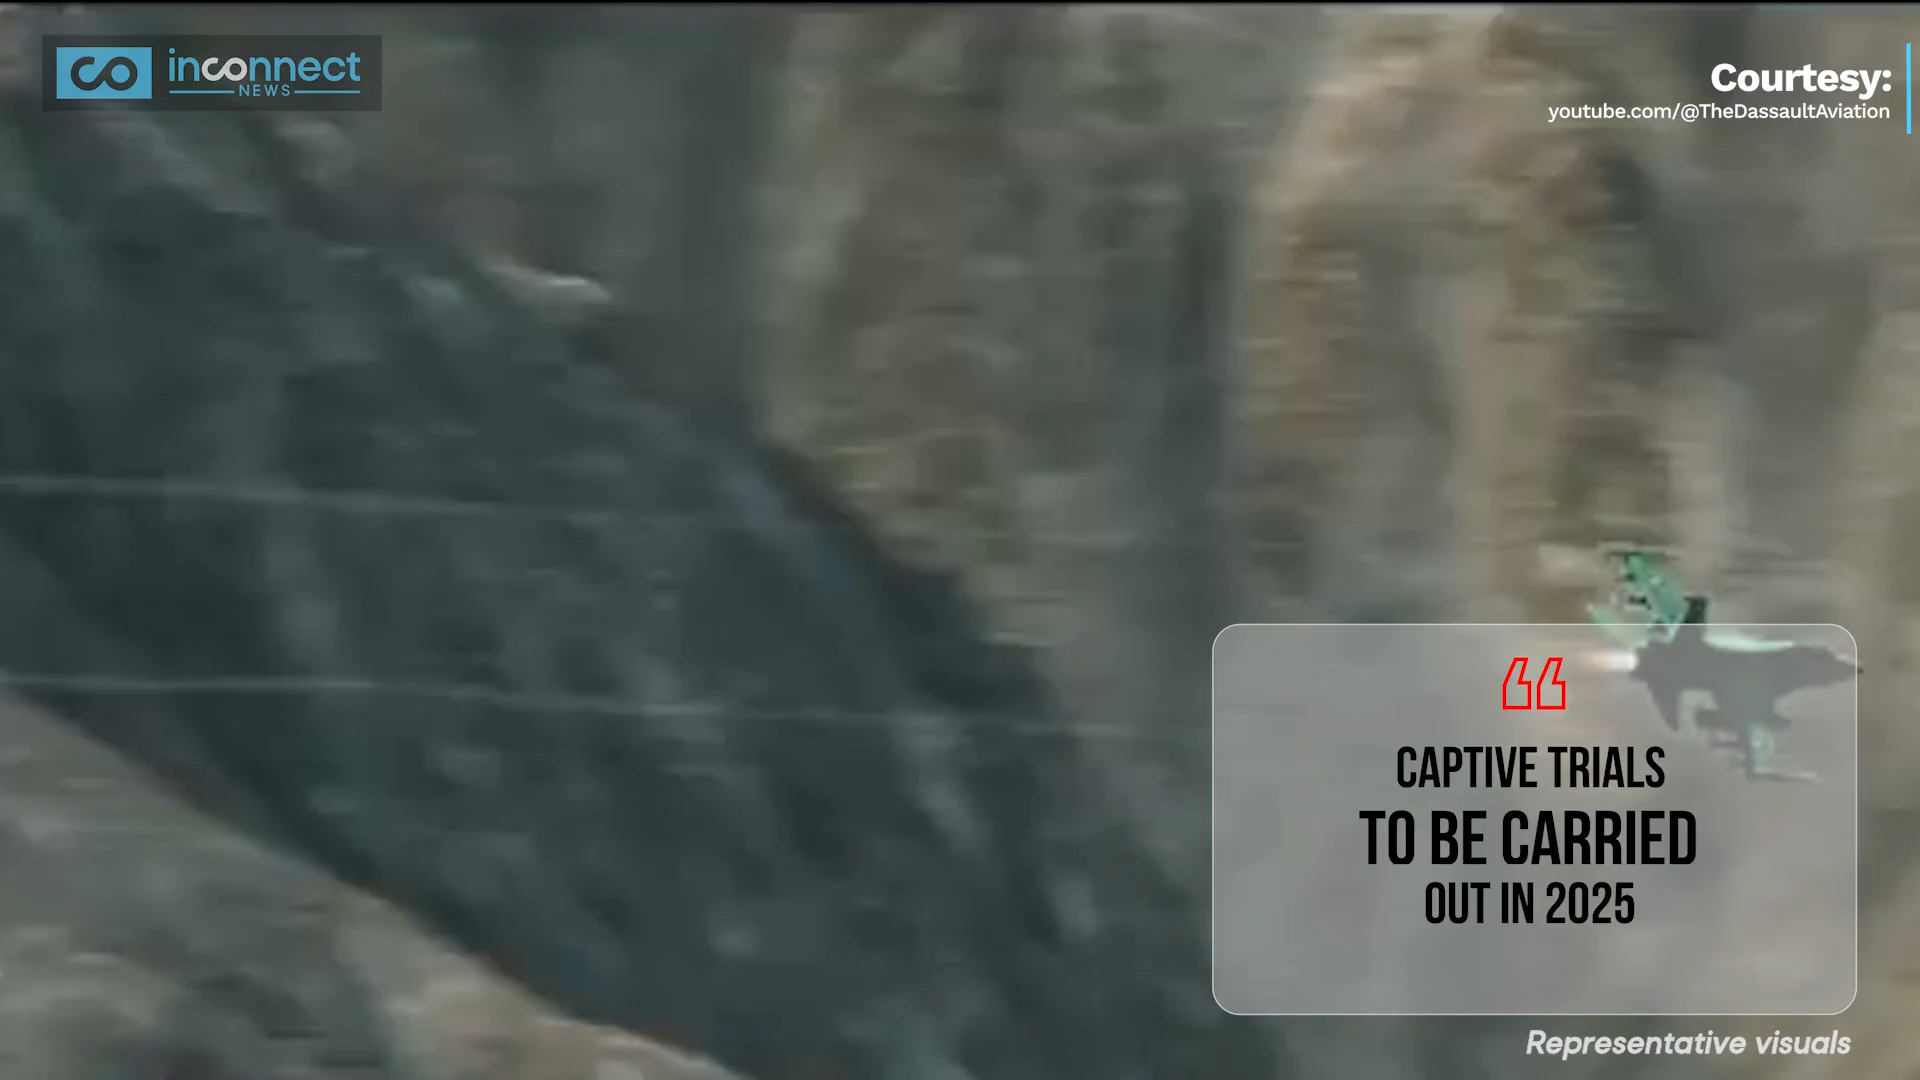 inconnect
NEWS
Courtesy:
youtube.com/@TheDassaultAviation
CAPTIVE TRIALS
TO BE CARRIED
OUT IN 2025
Representative visuals